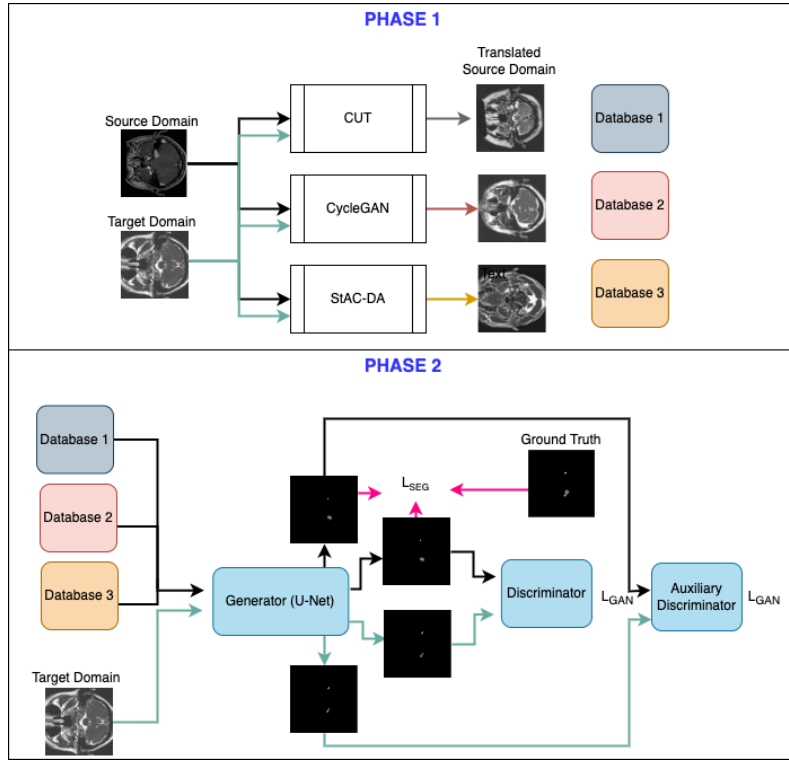 PHASE 1
Translated
Source Domain
Source Domain
CUT
Database 1
Target Domain
CycleGAN
Database 2
StAC-DA
Text
Database 3
PHASE 2
Database 1
Ground Truth
LSEG
Database 2
Database 3
Generator (U-Net)
Discriminator
LGAN
Auxiliary
Discriminator
LGAN
Target Domain